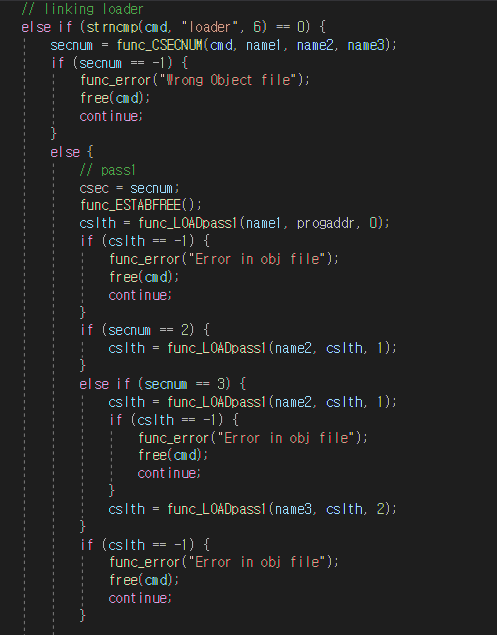 // linking loader
else if (strncmp(cmd, "loader", 6) == 0) {
secnum = func_CSECNUM(cmd, name1, name2, name3);
if (secnum == -1) {
func_error("Wrong Object file");
free(cmd);
continue;
}
else {
// pass1
csec = secnum;
func_ESTABFREE();
cslth = func_LOADpass1(name1, progaddr, 0);
if (cslth == -1) {
func_error("Error in obj file");
free(cmd);
continue;
}
if (secnum == 2) {
cslth = func_LOADpass1(name2, cslth, 1);
}
else if (secnum == 3) {
cslth = func_LOADpass1(name2, cslth, 1);
if (cslth == -1) {
func_error("Error in obj file");
free(cmd);
continue;
}
cslth = func_LOADpass1(name3, cslth, 2);
}
if (cslth == -1) {
func_error("Error in obj file");
free(cmd);
continue;
}